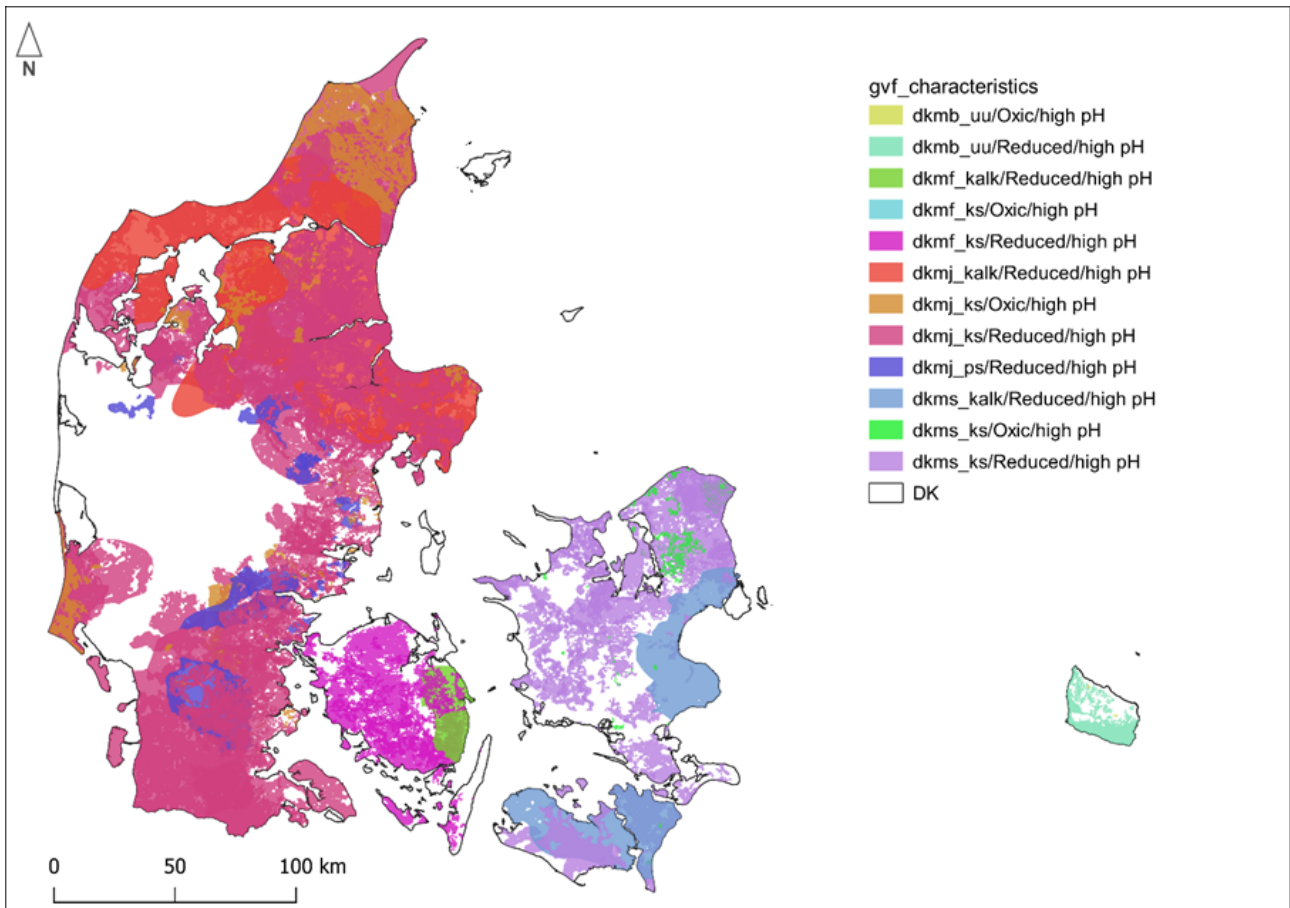 N
gvf_characteristics
dkmb_uu/Oxic/high pH
dkmb_uu/Reduced/high pH
dkmf_kalk/Reduced/high pH
dkmf_ks/Oxic/high pH
dkmf_ks/Reduced/high pH
dkmj_kalk/Reduced/high pH
dkmj_ks/Oxic/high pH
dkmj_ks/Reduced/high pH
dkmj_ps/Reduced/high pH
dkms_kalk/Reduced/high pH
dkms_ks/Oxic/high pH
dkms_ks/Reduced/high pH
DK
0 50 100 km